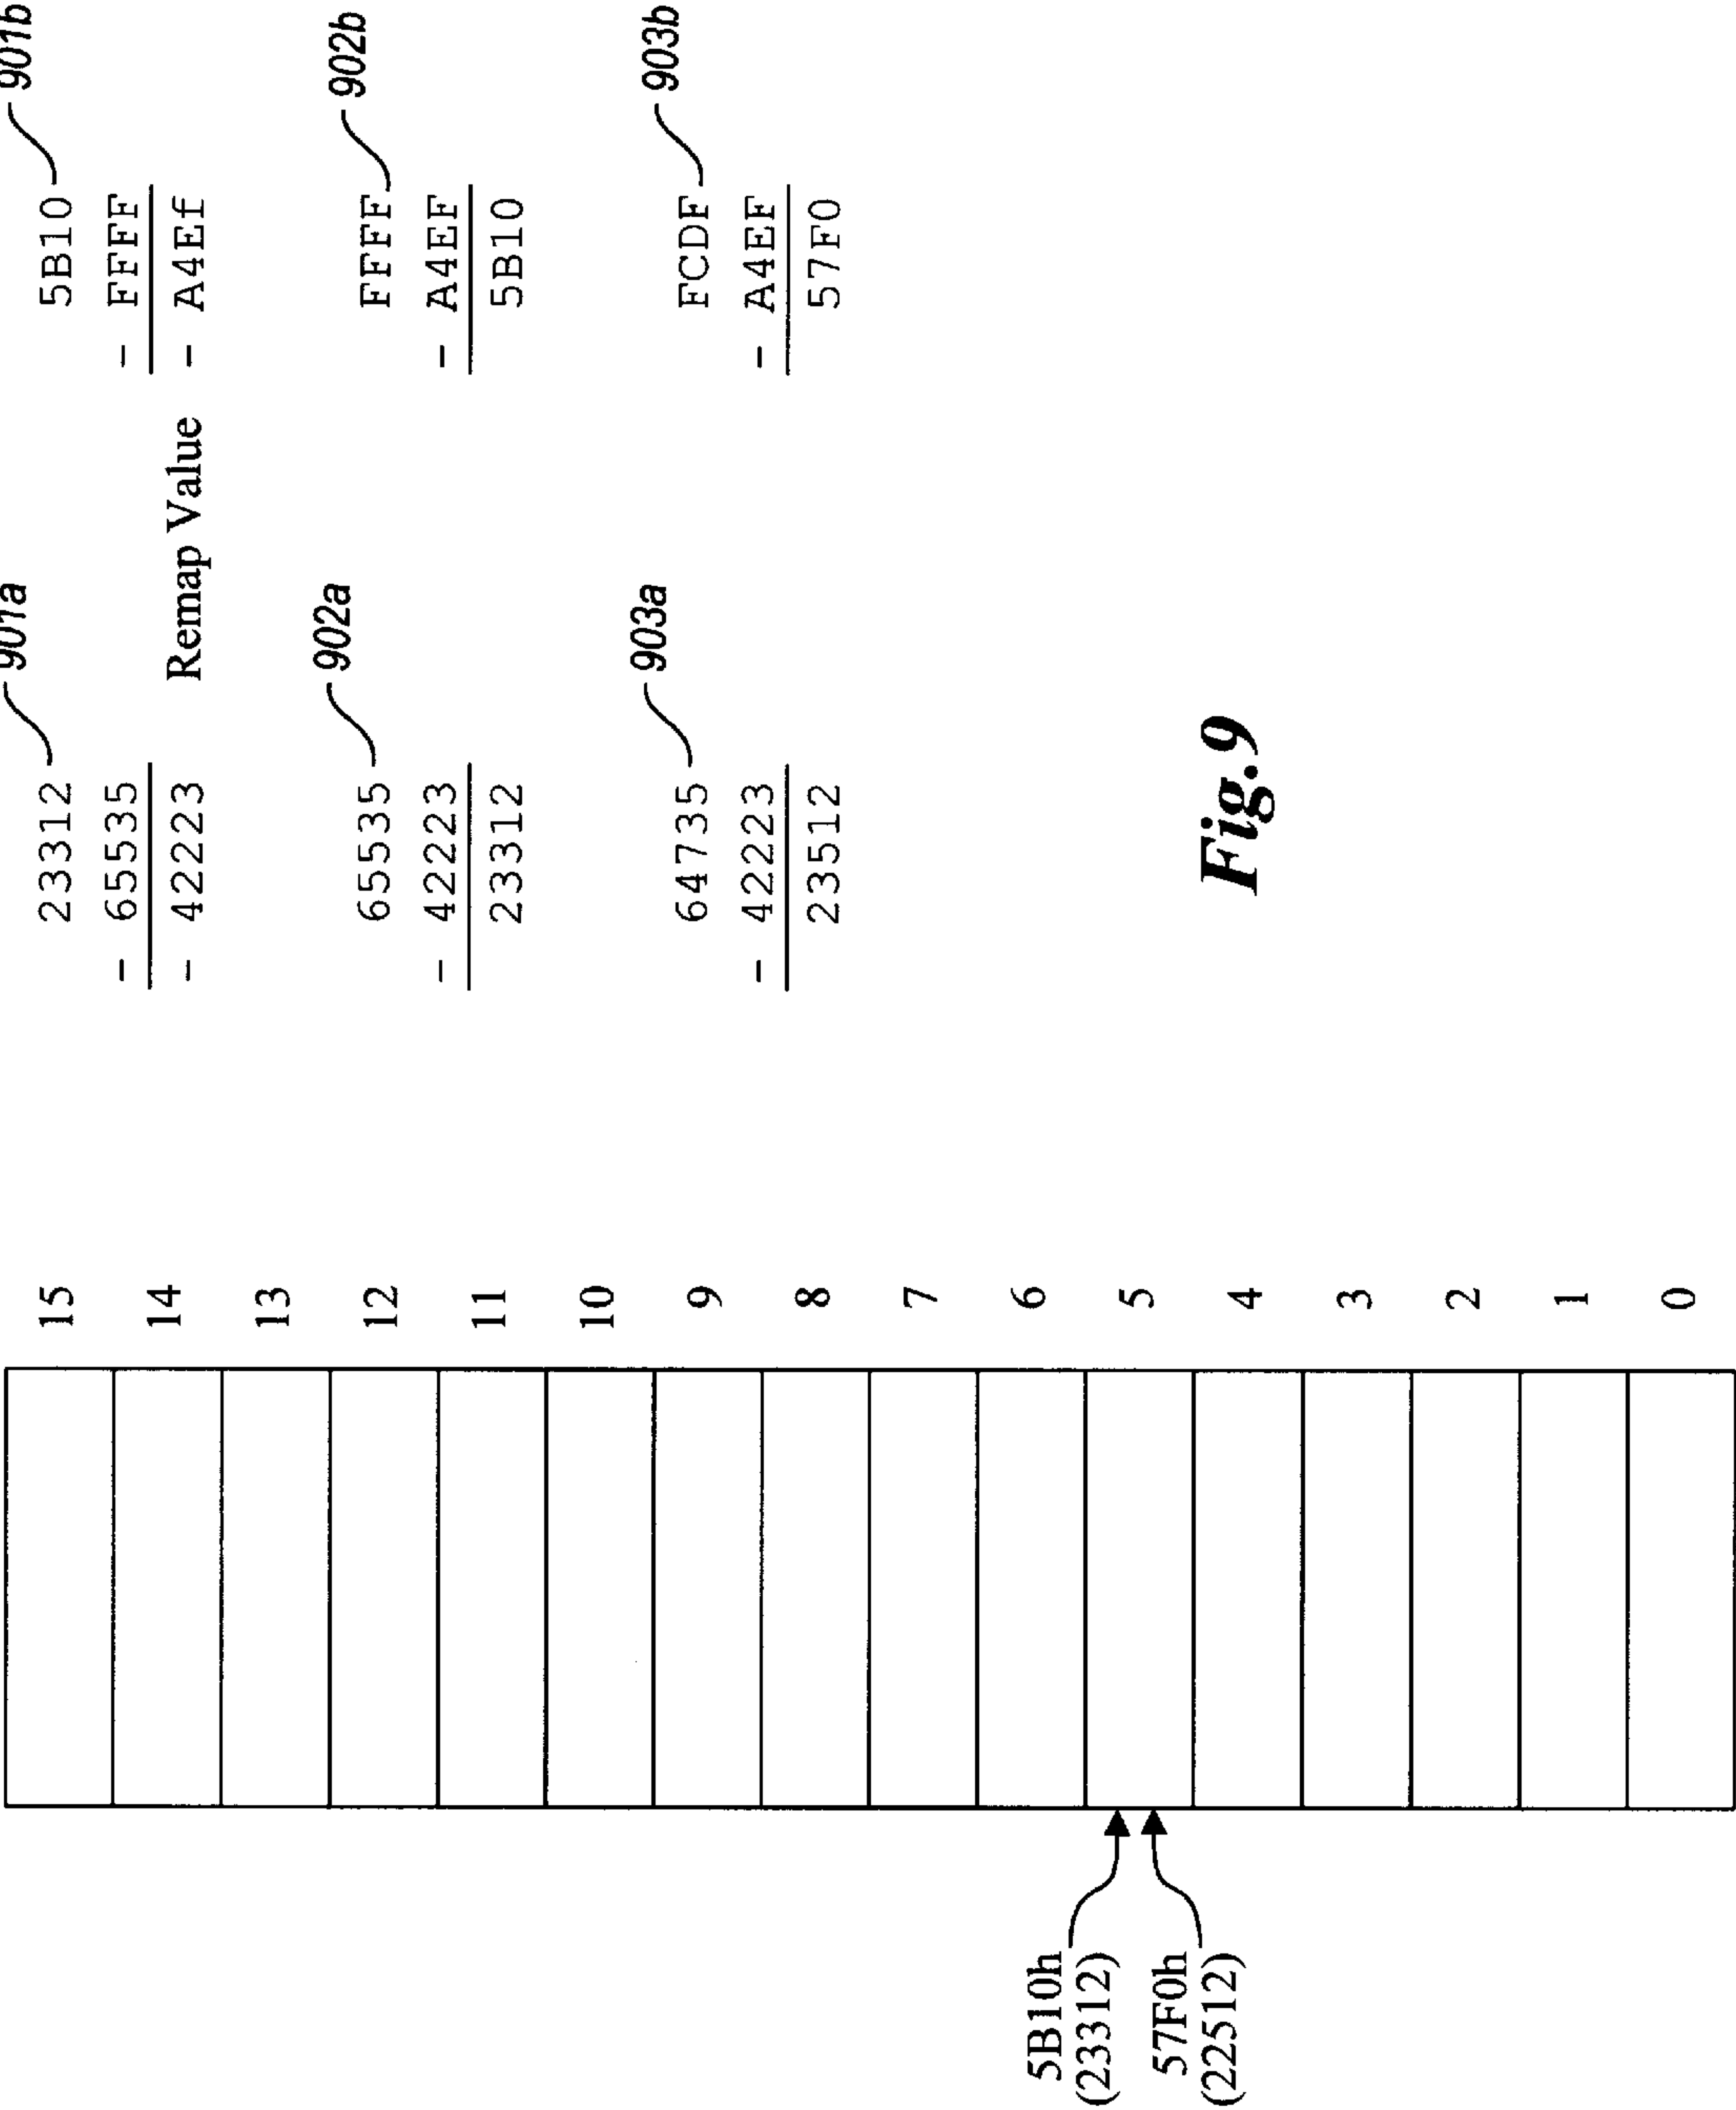 15
14
13
12
11
10
9
8
7
6
5
4
3
2
1
0
5B10h
(23312)
57F0h
(22512)
901a
23312
- 65535
- 42223
Remap Value
901b
5B10
- FFFF
- A4Ef
902a
65535
- 42223
23312
902b
FFFF
- A4EF
5B10
903a
64735
- 42223
23512
903b
FCDF
- A4EF
57F0
Fig.9